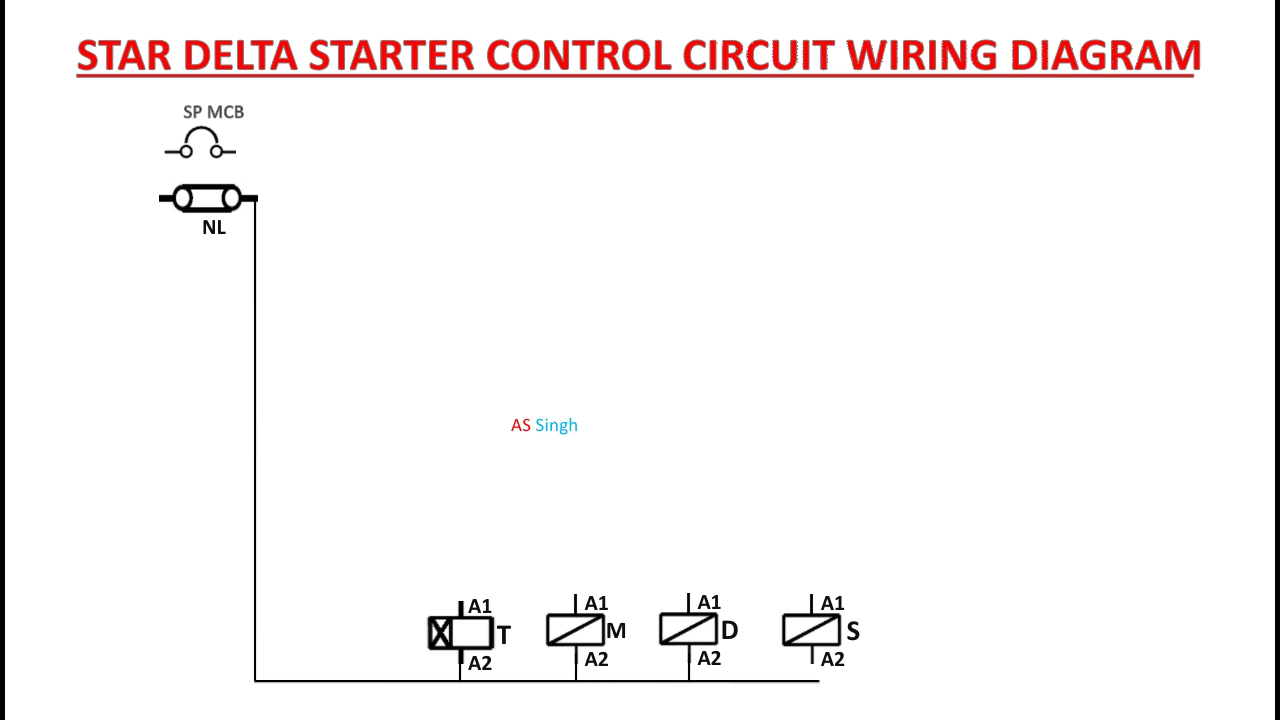 STAR DELTA STARTER CONTROL CIRCUIT WIRING DIAGRAM
SP MCB
NL
AS Singh
A1 A1 A1 A1
T M D S
A2 A2 A2 A2